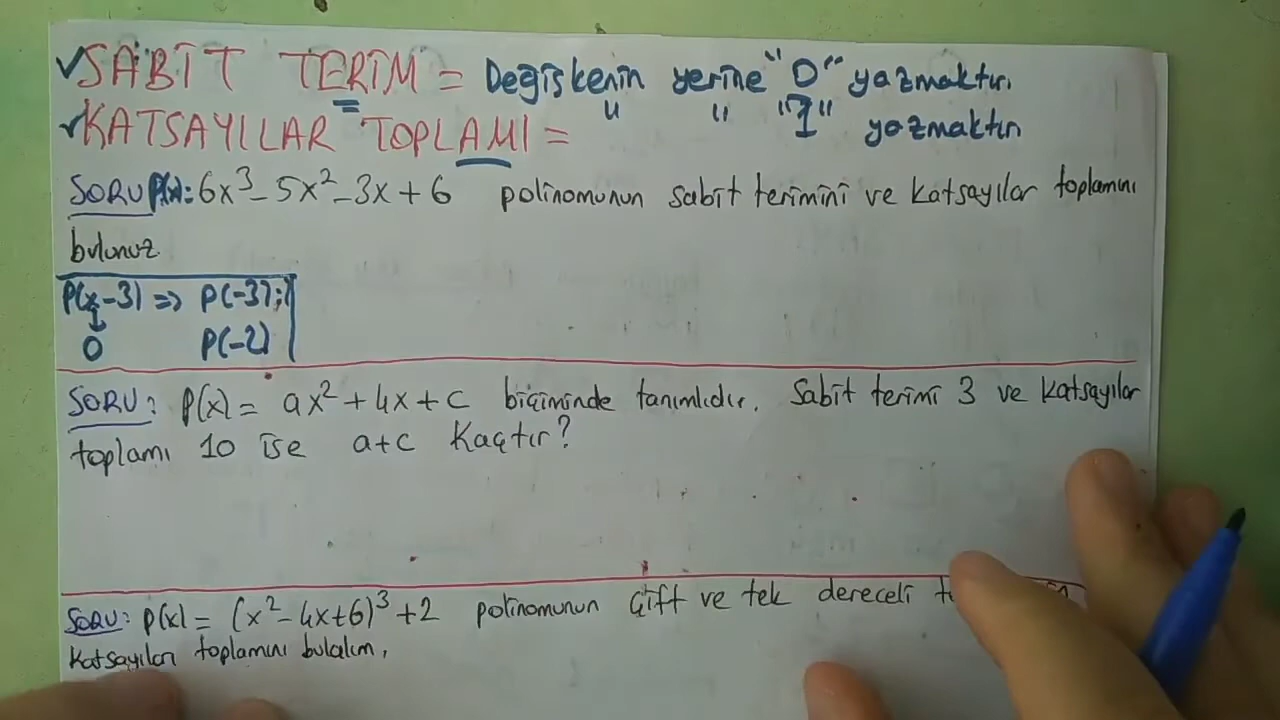 ✓SABİT TERİM = Değişkenin yerine "0" yazmaktır.
✓KATSAYILAR TOPLAMI = " " "1" yazmaktır
SORU P(x): 6x³ - 5x² - 3x + 6 polinomunun sabit terimini ve katsayılar toplamını
bulunuz
P(x-3) => P(-3);
0 P(-2)
SORU: P(x) = ax² + 4x + c biçiminde tanımlıdır. Sabit terimi 3 ve katsayılar
toplamı 10 ise a+c kaçtır?
SORU: P(x) = (x² - 4x + 6)³ + 2 polinomunun çift ve tek dereceli
katsayıları toplamını bulalım,